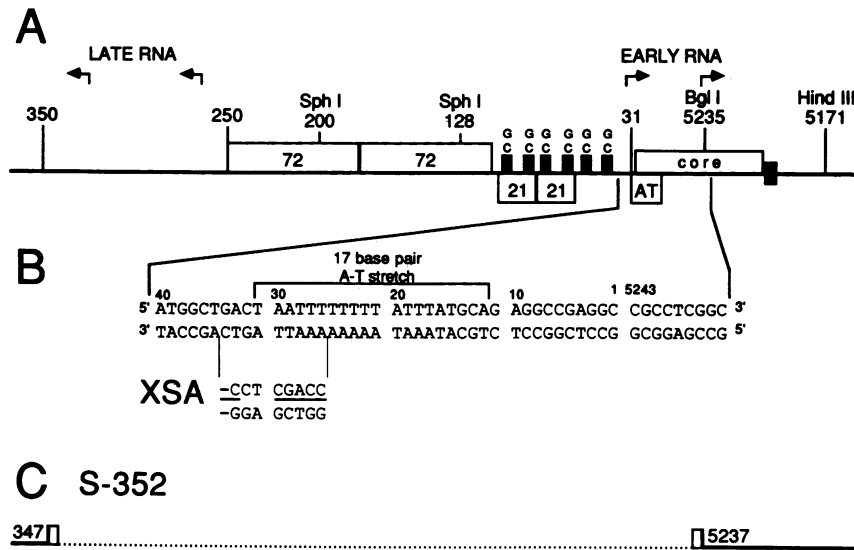 A
LATE RNA
EARLY RNA
Sph I
Sph I
Bgl I
Hind III
350
250
200
128
G G G G G G
C C C C C C
31
5235
5171
72
72
core
21
21
AT
B
17 base pair
A-T stretch
40
30
20
10
1 5243
5' ATGGCTGACT AATTTTTTTT ATTTATGCAG AGGCCGAGGC CGCCTCGGC 3'
3' TACCGACTGA TTAAAAAAAA TAAATACGTC TCCGGCTCCG GCGGAGCCG 5'
XSA
-CCT CGACC
-GGA GCTGG
C S-352
347
5237